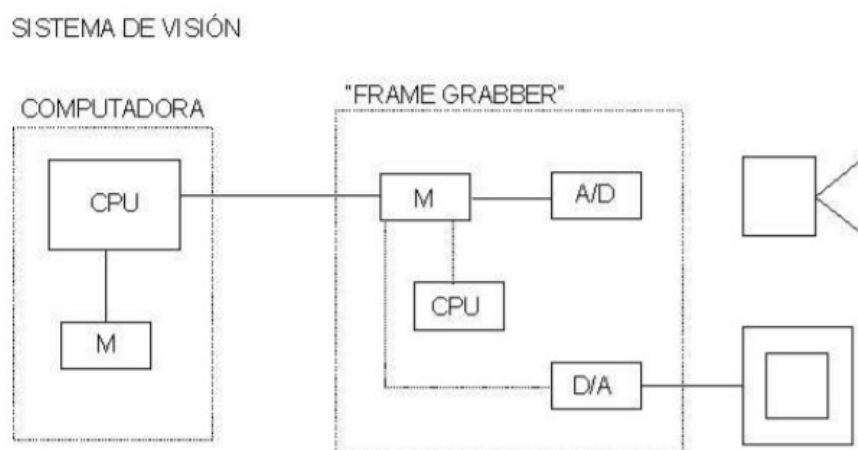 SISTEMA DE VISIÓN
COMPUTADORA
"FRAME GRABBER"
CPU
M
M
A/D
CPU
D/A